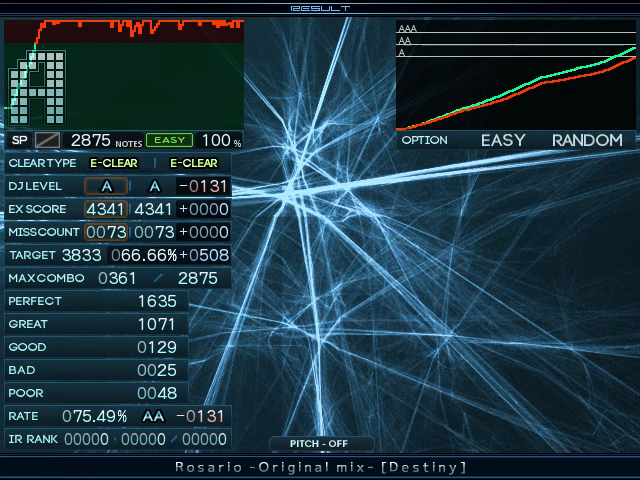 RESULT
AAA
AA
A
A
SP 2875 NOTES EASY 100 %
OPTION EASY RANDOM
CLEARTYPE E-CLEAR | E-CLEAR
DJ LEVEL A | A -0131
EX SCORE 4341 | 4341 +0000
MISSCOUNT 0073 | 0073 +0000
TARGET 3833 066.66% +0508
MAXCOMBO 0361 / 2875
PERFECT 1635
GREAT 1071
GOOD 0129
BAD 0025
POOR 0048
RATE 075.49% AA -0131
IR RANK 00000 · 00000 / 00000
PITCH - OFF
Rosario -Original mix- [Destiny]